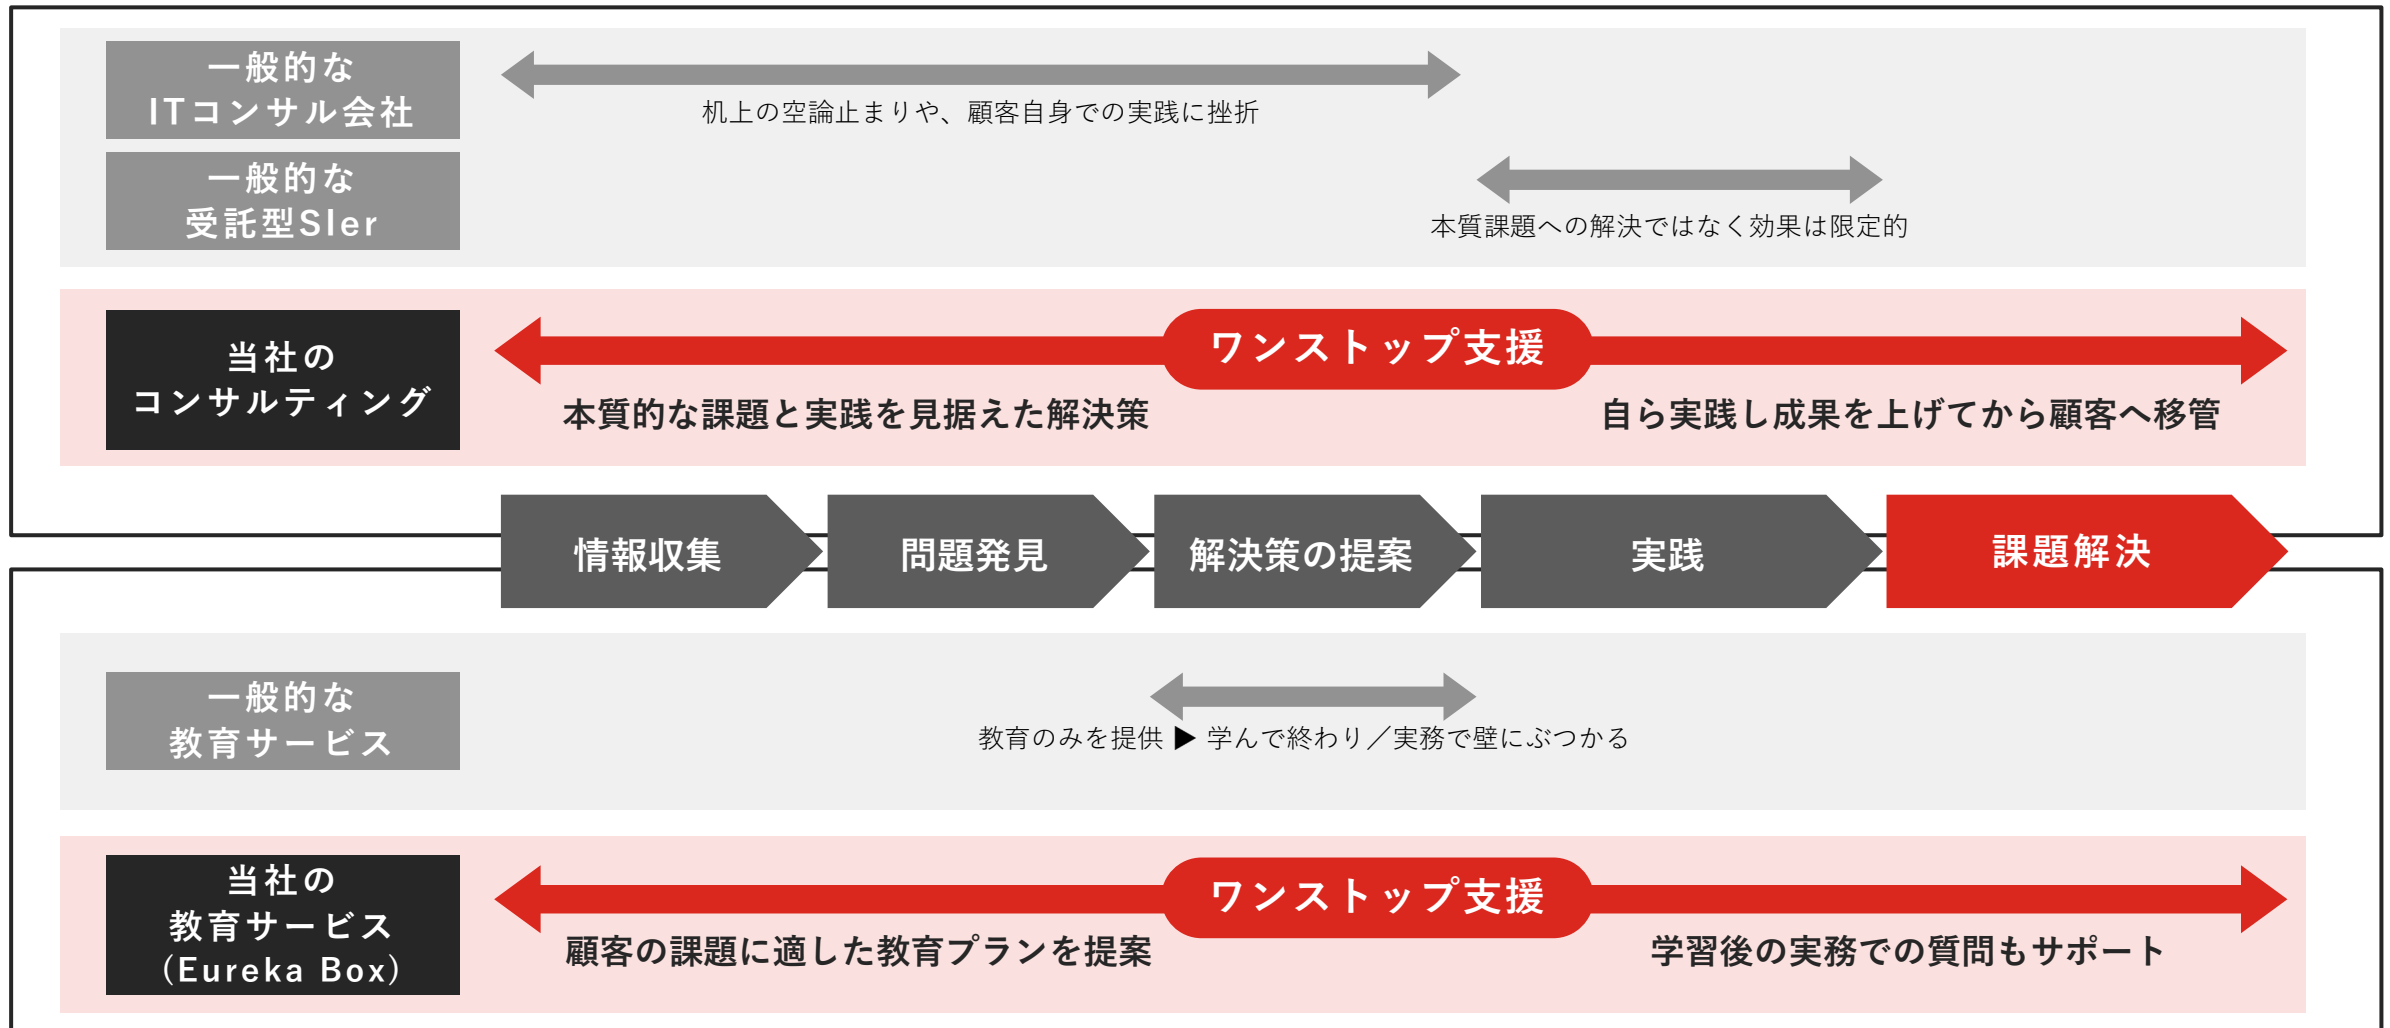 一般的な
ITコンサル会社
机上の空論止まりや、顧客自身での実践に挫折
一般的な
受託型SIer
本質課題への解決ではなく効果は限定的
当社の
コンサルティング
ワンストップ支援
本質的な課題と実践を見据えた解決策
自ら実践し成果を上げてから顧客へ移管
情報収集
問題発見
解決策の提案
実践
課題解決
一般的な
教育サービス
教育のみを提供 ▶ 学んで終わり／実務で壁にぶつかる
当社の
教育サービス
（Eureka Box）
ワンストップ支援
顧客の課題に適した教育プランを提案
学習後の実務での質問もサポート